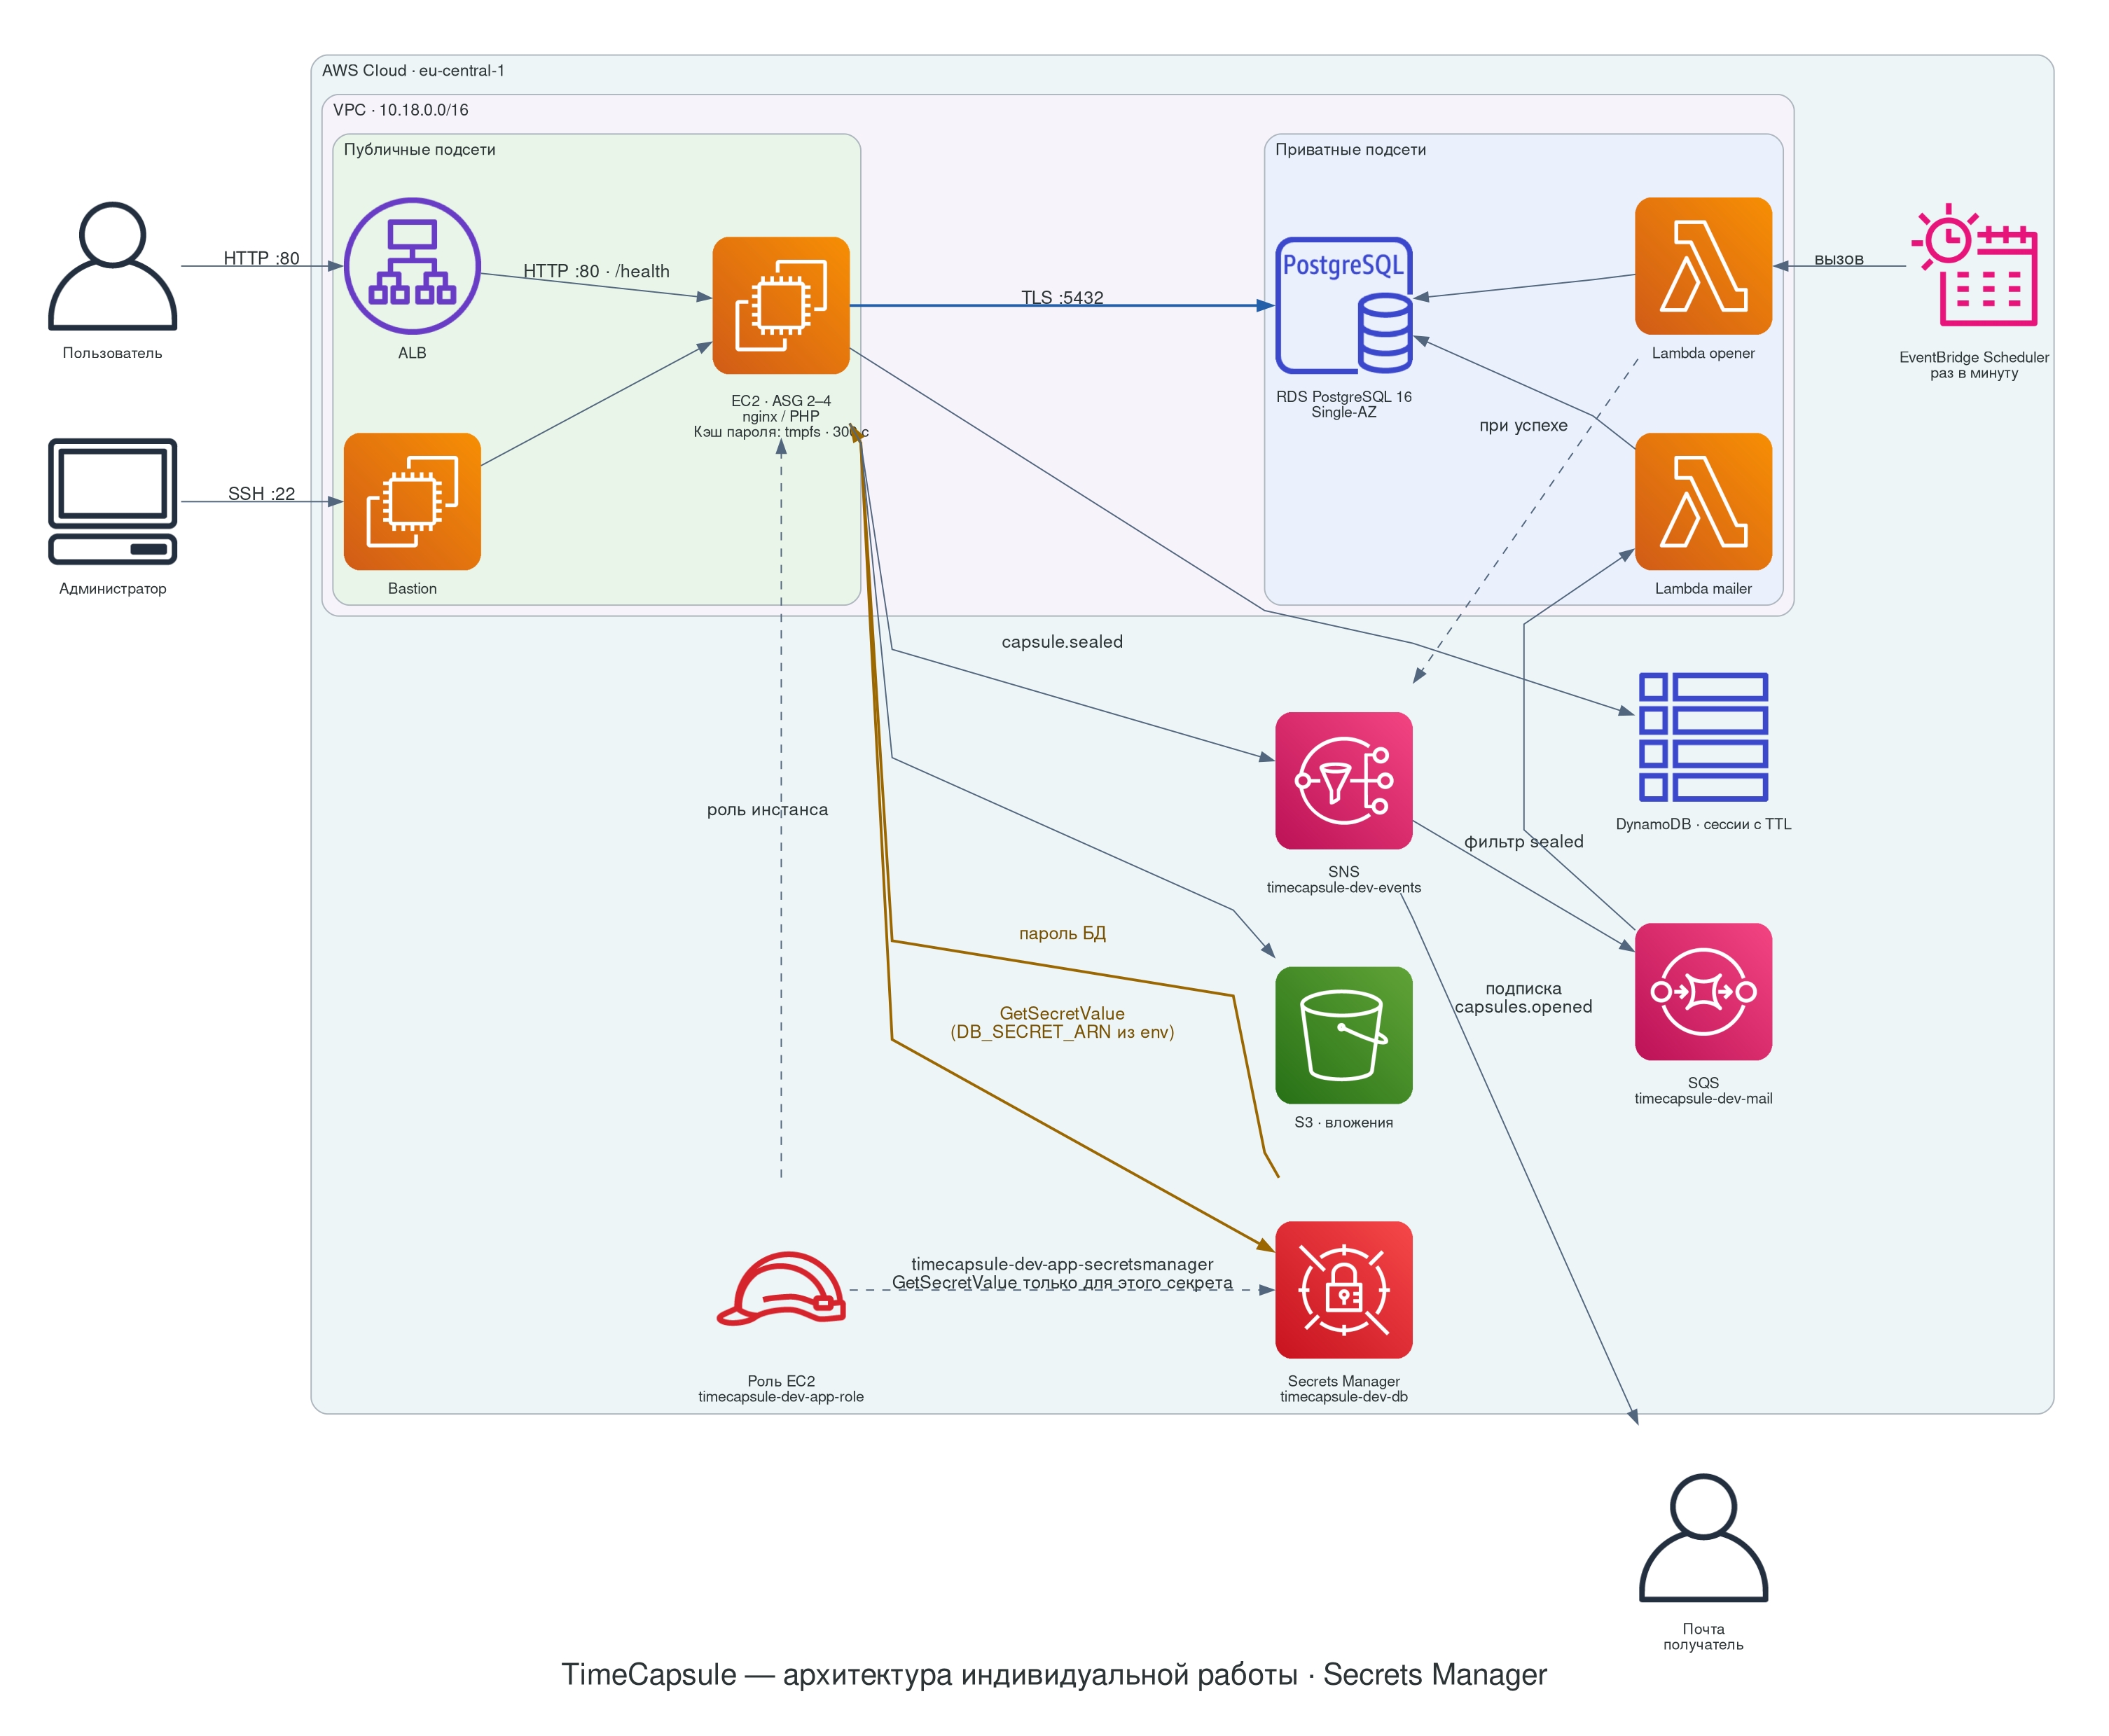 AWS Cloud · eu-central-1
VPC · 10.18.0.0/16
Публичные подсети
Приватные подсети
HTTP :80
HTTP :80 · /health
TLS :5432
PostgreSQL
вызов
Пользователь
ALB
EC2 · ASG 2–4
nginx / PHP
Кэш пароля: tmpfs · 300 с
RDS PostgreSQL 16
Single-AZ
Lambda opener
EventBridge Scheduler
раз в минуту
при успехе
SSH :22
Администратор
Bastion
Lambda mailer
capsule.sealed
роль инстанса
фильтр sealed
DynamoDB · сессии с TTL
SNS
timecapsule-dev-events
пароль БД
GetSecretValue
(DB_SECRET_ARN из env)
подписка
capsules.opened
SQS
timecapsule-dev-mail
S3 · вложения
timecapsule-dev-app-secretsmanager
GetSecretValue только для этого секрета
Роль EC2
timecapsule-dev-app-role
Secrets Manager
timecapsule-dev-db
Почта
получатель
TimeCapsule — архитектура индивидуальной работы · Secrets Manager